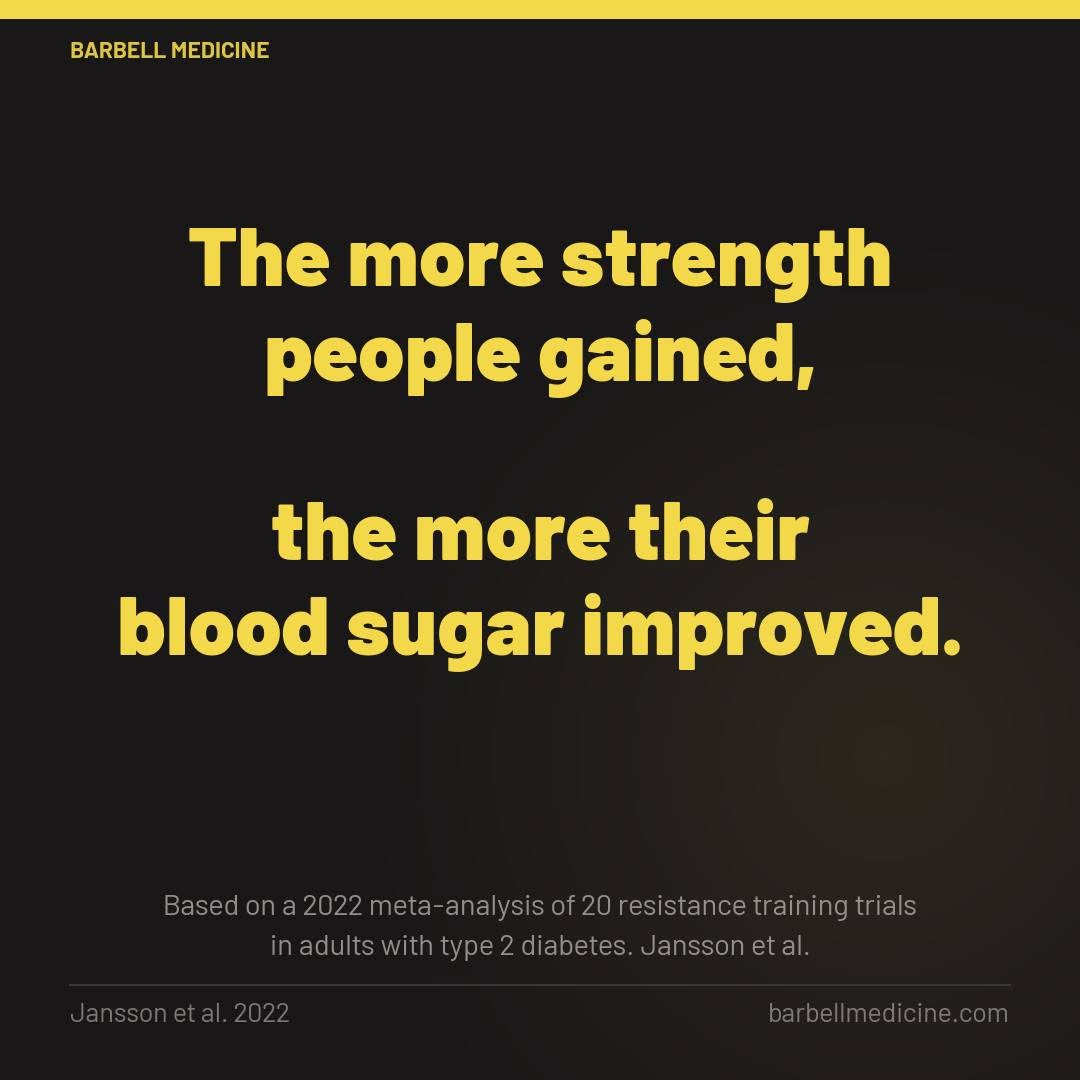 BARBELL MEDICINE
The more strength
people gained,
the more their
blood sugar improved.
Based on a 2022 meta-analysis of 20 resistance training trials
in adults with type 2 diabetes. Jansson et al.
Jansson et al. 2022
barbellmedicine.com